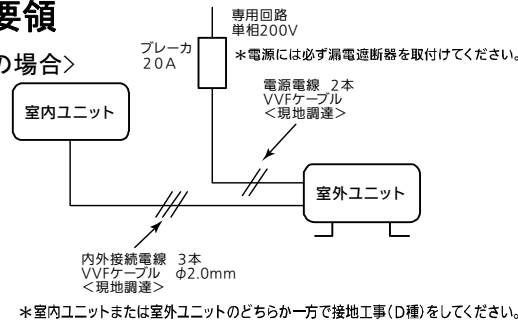 要領
の場合>
専用回路
単相200V
ブレーカ
20A
＊電源には必ず漏電遮断器を取付けてください。
電源電線 2本
VVFケーブル
<現地調達>
室内ユニット
室外ユニット
内外接続電線 3本
VVFケーブル φ2.0mm
<現地調達>
＊室内ユニットまたは室外ユニットのどちらか一方で接地工事(D種)をしてください。